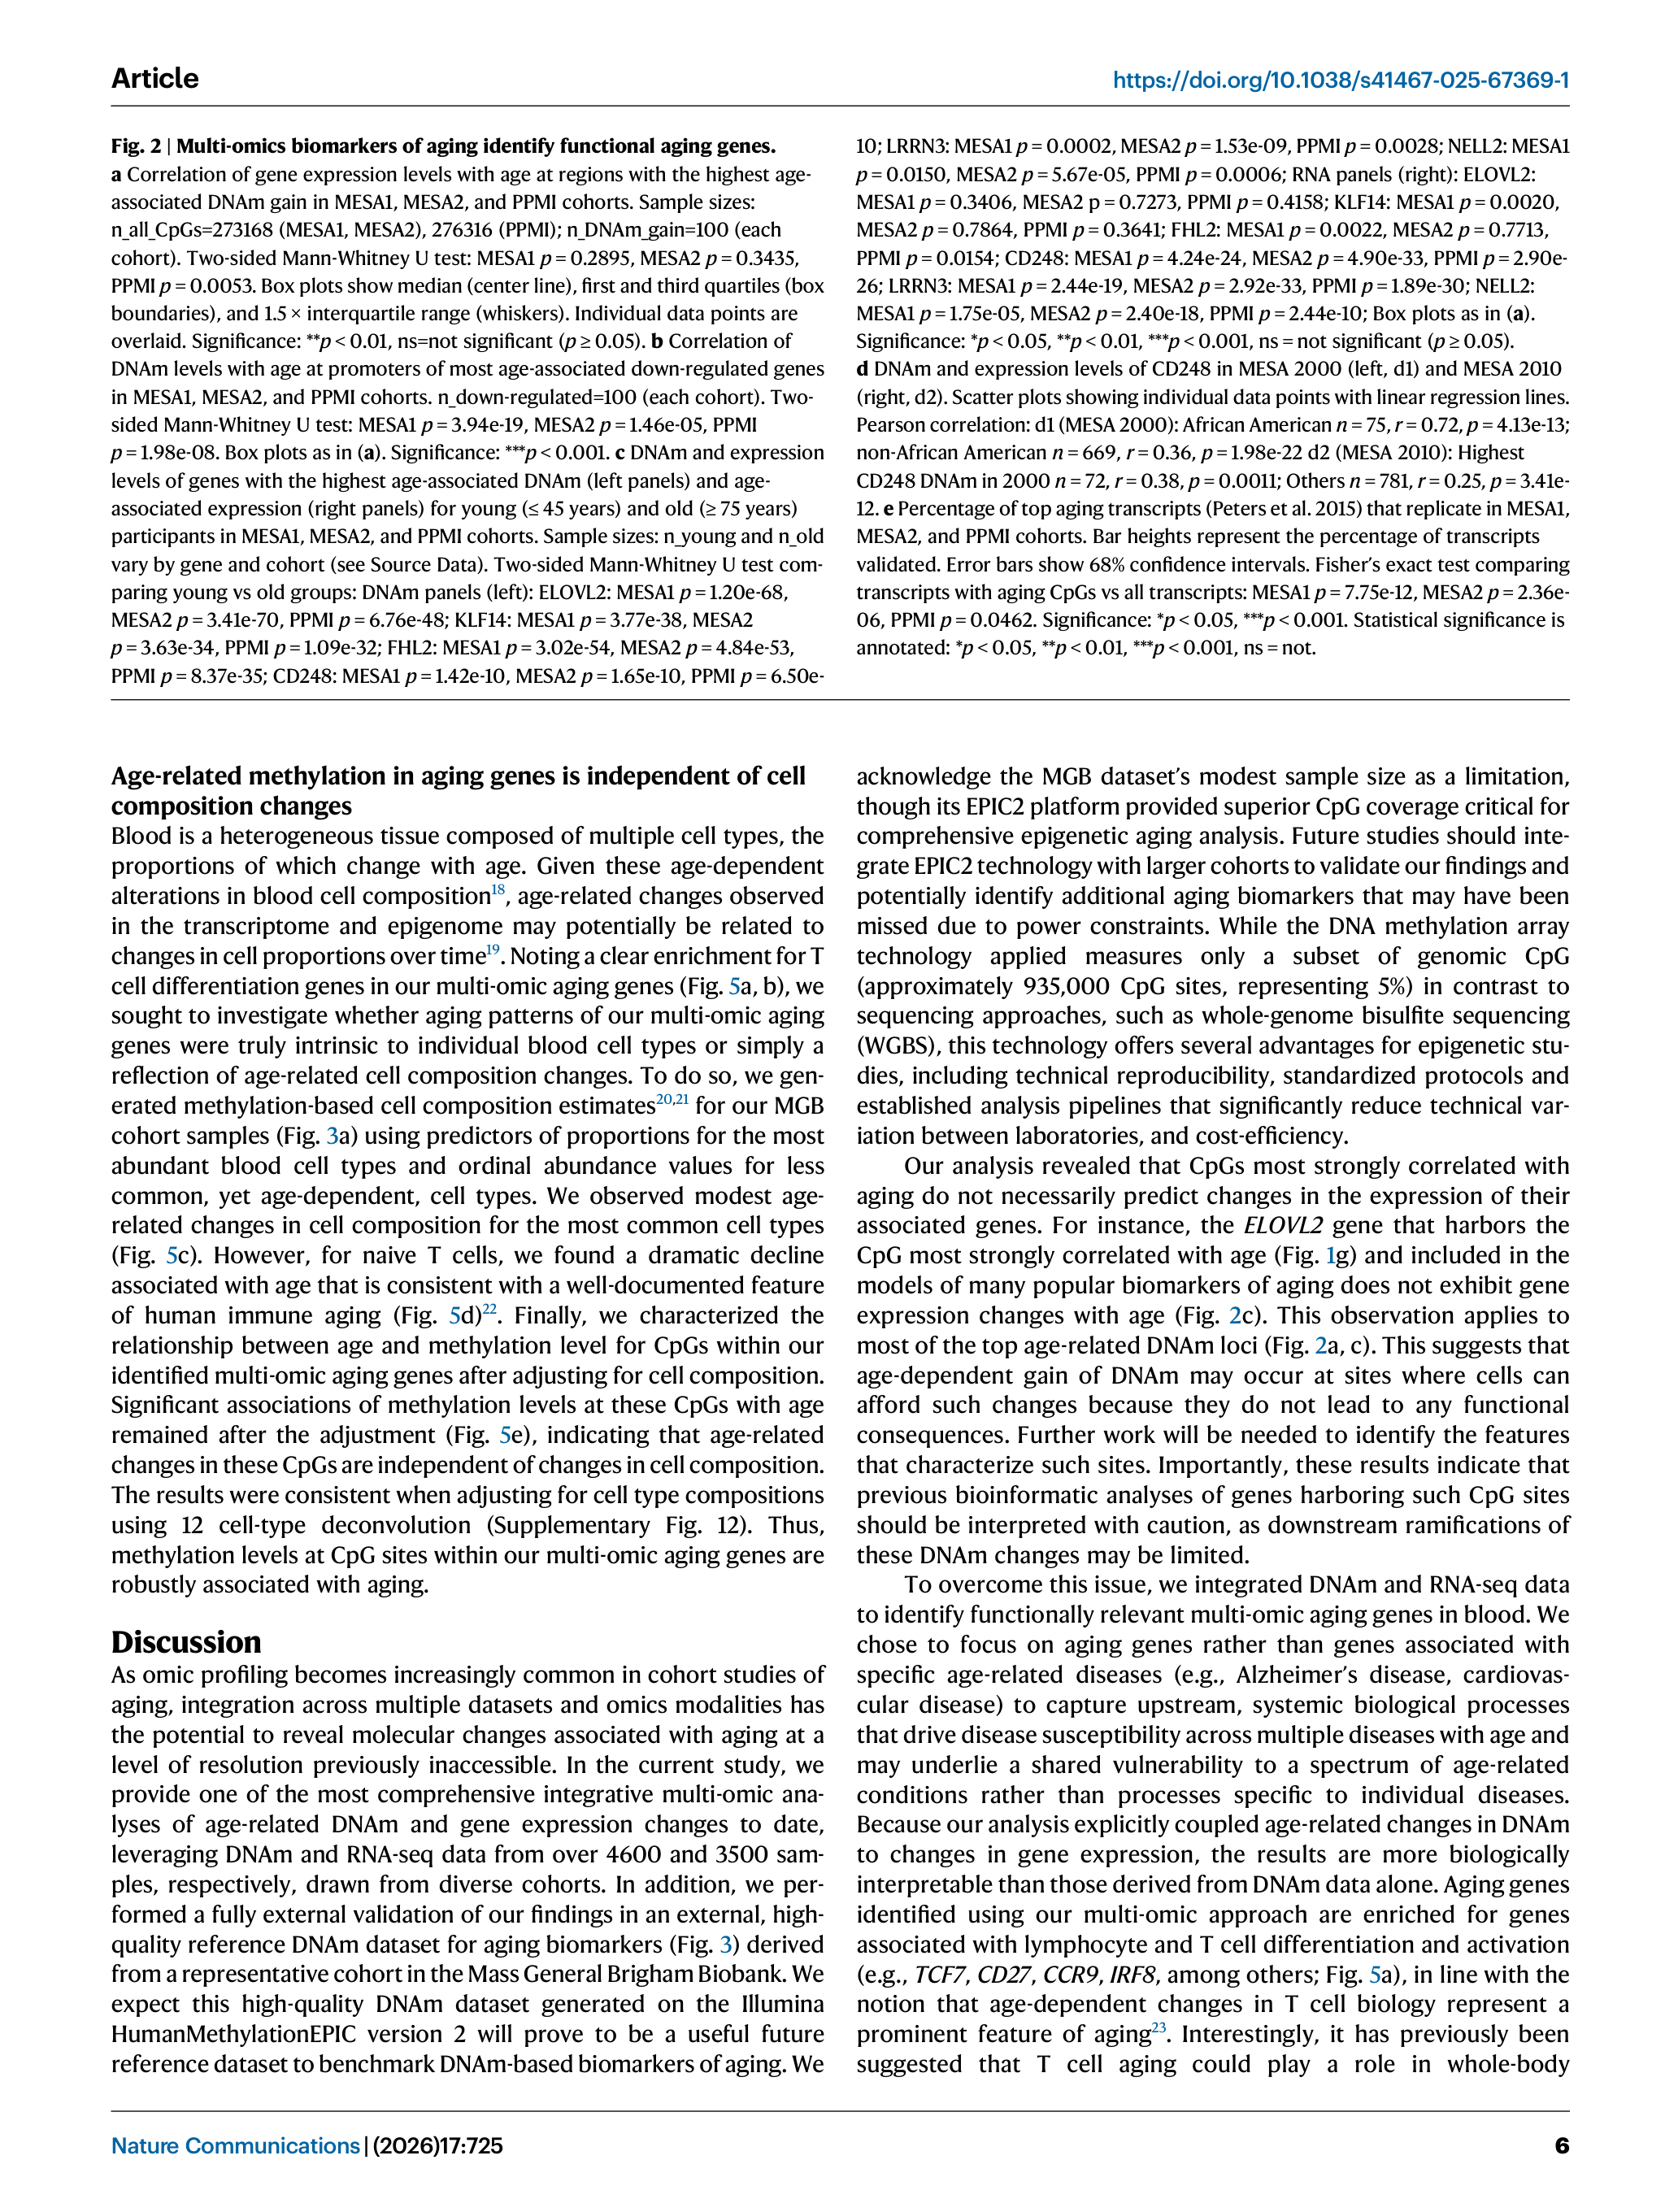 Article
https://doi.org/10.1038/s41467-025-67369-1
Fig. 2 | Multi-omics biomarkers of aging identify functional aging genes.
a Correlation of gene expression levels with age at regions with the highest age-
associated DNAm gain in MESA1, MESA2, and PPMI cohorts. Sample sizes:
n_all_CpGs=273168 (MESA1, MESA2), 276316 (PPMI); n_DNAm_gain=100 (each
cohort). Two-sided Mann-Whitney U test: MESA1 p = 0.2895, MESA2 p = 0.3435,
PPMI p = 0.0053. Box plots show median (center line), first and third quartiles (box
boundaries), and 1.5 × interquartile range (whiskers). Individual data points are
overlaid. Significance: **p < 0.01, ns=not significant (p ≥ 0.05). b Correlation of
DNAm levels with age at promoters of most age-associated down-regulated genes
in MESA1, MESA2, and PPMI cohorts. n_down-regulated=100 (each cohort). Two-
sided Mann-Whitney U test: MESA1 p = 3.94e-19, MESA2 p = 1.46e-05, PPMI
p = 1.98e-08. Box plots as in (a). Significance: ***p < 0.001. c DNAm and expression
levels of genes with the highest age-associated DNAm (left panels) and age-
associated expression (right panels) for young (≤ 45 years) and old (≥ 75 years)
participants in MESA1, MESA2, and PPMI cohorts. Sample sizes: n_young and n_old
vary by gene and cohort (see Source Data). Two-sided Mann-Whitney U test com-
paring young vs old groups: DNAm panels (left): ELOVL2: MESA1 p = 1.20e-68,
MESA2 p = 3.41e-70, PPMI p = 6.76e-48; KLF14: MESA1 p = 3.77e-38, MESA2
p = 3.63e-34, PPMI p = 1.09e-32; FHL2: MESA1 p = 3.02e-54, MESA2 p = 4.84e-53,
PPMI p = 8.37e-35; CD248: MESA1 p = 1.42e-10, MESA2 p = 1.65e-10, PPMI p = 6.50e-
10; LRRN3: MESA1 p = 0.0002, MESA2 p = 1.53e-09, PPMI p = 0.0028; NELL2: MESA1
p = 0.0150, MESA2 p = 5.67e-05, PPMI p = 0.0006; RNA panels (right): ELOVL2:
MESA1 p = 0.3406, MESA2 p = 0.7273, PPMI p = 0.4158; KLF14: MESA1 p = 0.0020,
MESA2 p = 0.7864, PPMI p = 0.3641; FHL2: MESA1 p = 0.0022, MESA2 p = 0.7713,
PPMI p = 0.0154; CD248: MESA1 p = 4.24e-24, MESA2 p = 4.90e-33, PPMI p = 2.90e-
26; LRRN3: MESA1 p = 2.44e-19, MESA2 p = 2.92e-33, PPMI p = 1.89e-30; NELL2:
MESA1 p = 1.75e-05, MESA2 p = 2.40e-18, PPMI p = 2.44e-10; Box plots as in (a).
Significance: *p < 0.05, **p < 0.01, ***p < 0.001, ns = not significant (p ≥ 0.05).
d DNAm and expression levels of CD248 in MESA 2000 (left, d1) and MESA 2010
(right, d2). Scatter plots showing individual data points with linear regression lines.
Pearson correlation: d1 (MESA 2000): African American n = 75, r = 0.72, p = 4.13e-13;
non-African American n = 669, r = 0.36, p = 1.98e-22 d2 (MESA 2010): Highest
CD248 DNAm in 2000 n = 72, r = 0.38, p = 0.0011; Others n = 781, r = 0.25, p = 3.41e-
12. e Percentage of top aging transcripts (Peters et al. 2015) that replicate in MESA1,
MESA2, and PPMI cohorts. Bar heights represent the percentage of transcripts
validated. Error bars show 68% confidence intervals. Fisher's exact test comparing
transcripts with aging CpGs vs all transcripts: MESA1 p = 7.75e-12, MESA2 p = 2.36e-
06, PPMI p = 0.0462. Significance: *p < 0.05, ***p < 0.001. Statistical significance is
annotated: *p < 0.05, **p < 0.01, ***p < 0.001, ns = not.
Age-related methylation in aging genes is independent of cell
composition changes
Blood is a heterogeneous tissue composed of multiple cell types, the
proportions of which change with age. Given these age-dependent
alterations in blood cell composition18, age-related changes observed
in the transcriptome and epigenome may potentially be related to
changes in cell proportions over time19. Noting a clear enrichment for T
cell differentiation genes in our multi-omic aging genes (Fig. 5a, b), we
sought to investigate whether aging patterns of our multi-omic aging
genes were truly intrinsic to individual blood cell types or simply a
reflection of age-related cell composition changes. To do so, we gen-
erated methylation-based cell composition estimates20,21 for our MGB
cohort samples (Fig. 3a) using predictors of proportions for the most
abundant blood cell types and ordinal abundance values for less
common, yet age-dependent, cell types. We observed modest age-
related changes in cell composition for the most common cell types
(Fig. 5c). However, for naive T cells, we found a dramatic decline
associated with age that is consistent with a well-documented feature
of human immune aging (Fig. 5d)22. Finally, we characterized the
relationship between age and methylation level for CpGs within our
identified multi-omic aging genes after adjusting for cell composition.
Significant associations of methylation levels at these CpGs with age
remained after the adjustment (Fig. 5e), indicating that age-related
changes in these CpGs are independent of changes in cell composition.
The results were consistent when adjusting for cell type compositions
using 12 cell-type deconvolution (Supplementary Fig. 12). Thus,
methylation levels at CpG sites within our multi-omic aging genes are
robustly associated with aging.
Discussion
As omic profiling becomes increasingly common in cohort studies of
aging, integration across multiple datasets and omics modalities has
the potential to reveal molecular changes associated with aging at a
level of resolution previously inaccessible. In the current study, we
provide one of the most comprehensive integrative multi-omic ana-
lyses of age-related DNAm and gene expression changes to date,
leveraging DNAm and RNA-seq data from over 4600 and 3500 sam-
ples, respectively, drawn from diverse cohorts. In addition, we per-
formed a fully external validation of our findings in an external, high-
quality reference DNAm dataset for aging biomarkers (Fig. 3) derived
from a representative cohort in the Mass General Brigham Biobank. We
expect this high-quality DNAm dataset generated on the Illumina
HumanMethylationEPIC version 2 will prove to be a useful future
reference dataset to benchmark DNAm-based biomarkers of aging. We
acknowledge the MGB dataset's modest sample size as a limitation,
though its EPIC2 platform provided superior CpG coverage critical for
comprehensive epigenetic aging analysis. Future studies should inte-
grate EPIC2 technology with larger cohorts to validate our findings and
potentially identify additional aging biomarkers that may have been
missed due to power constraints. While the DNA methylation array
technology applied measures only a subset of genomic CpG
(approximately 935,000 CpG sites, representing 5%) in contrast to
sequencing approaches, such as whole-genome bisulfite sequencing
(WGBS), this technology offers several advantages for epigenetic stu-
dies, including technical reproducibility, standardized protocols and
established analysis pipelines that significantly reduce technical var-
iation between laboratories, and cost-efficiency.
Our analysis revealed that CpGs most strongly correlated with
aging do not necessarily predict changes in the expression of their
associated genes. For instance, the ELOVL2 gene that harbors the
CpG most strongly correlated with age (Fig. 1g) and included in the
models of many popular biomarkers of aging does not exhibit gene
expression changes with age (Fig. 2c). This observation applies to
most of the top age-related DNAm loci (Fig. 2a, c). This suggests that
age-dependent gain of DNAm may occur at sites where cells can
afford such changes because they do not lead to any functional
consequences. Further work will be needed to identify the features
that characterize such sites. Importantly, these results indicate that
previous bioinformatic analyses of genes harboring such CpG sites
should be interpreted with caution, as downstream ramifications of
these DNAm changes may be limited.
To overcome this issue, we integrated DNAm and RNA-seq data
to identify functionally relevant multi-omic aging genes in blood. We
chose to focus on aging genes rather than genes associated with
specific age-related diseases (e.g., Alzheimer's disease, cardiovas-
cular disease) to capture upstream, systemic biological processes
that drive disease susceptibility across multiple diseases with age and
may underlie a shared vulnerability to a spectrum of age-related
conditions rather than processes specific to individual diseases.
Because our analysis explicitly coupled age-related changes in DNAm
to changes in gene expression, the results are more biologically
interpretable than those derived from DNAm data alone. Aging genes
identified using our multi-omic approach are enriched for genes
associated with lymphocyte and T cell differentiation and activation
(e.g., TCF7, CD27, CCR9, IRF8, among others; Fig. 5a), in line with the
notion that age-dependent changes in T cell biology represent a
prominent feature of aging23. Interestingly, it has previously been
suggested that T cell aging could play a role in whole-body
Nature Communications | (2026)17:725
6